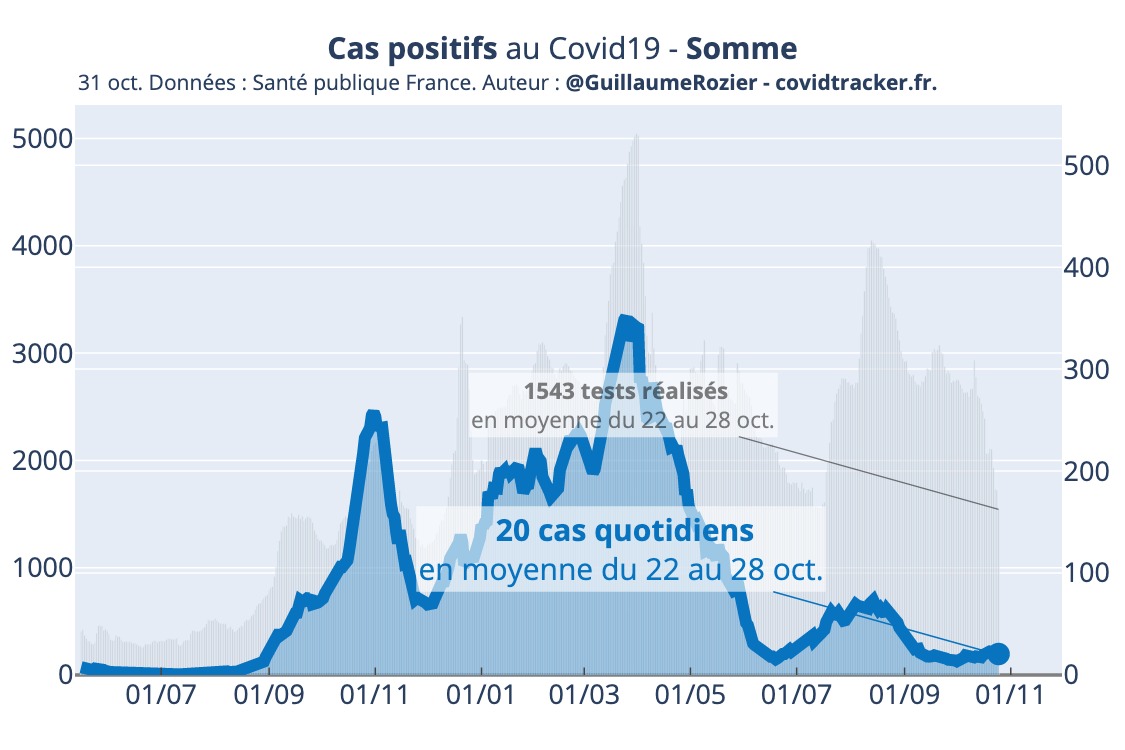 Cas positifs au Covid19 - Somme
31 oct. Données : Santé publique France. Auteur : @GuillaumeRozier - covidtracker.fr.
5000
4000
3000
2000
1000
0
500
400
300
200
100
0
1543 tests réalisés
en moyenne du 22 au 28 oct.
20 cas quotidiens
en moyenne du 22 au 28 oct.
01/07 01/09 01/11 01/01 01/03 01/05 01/07 01/09 01/11